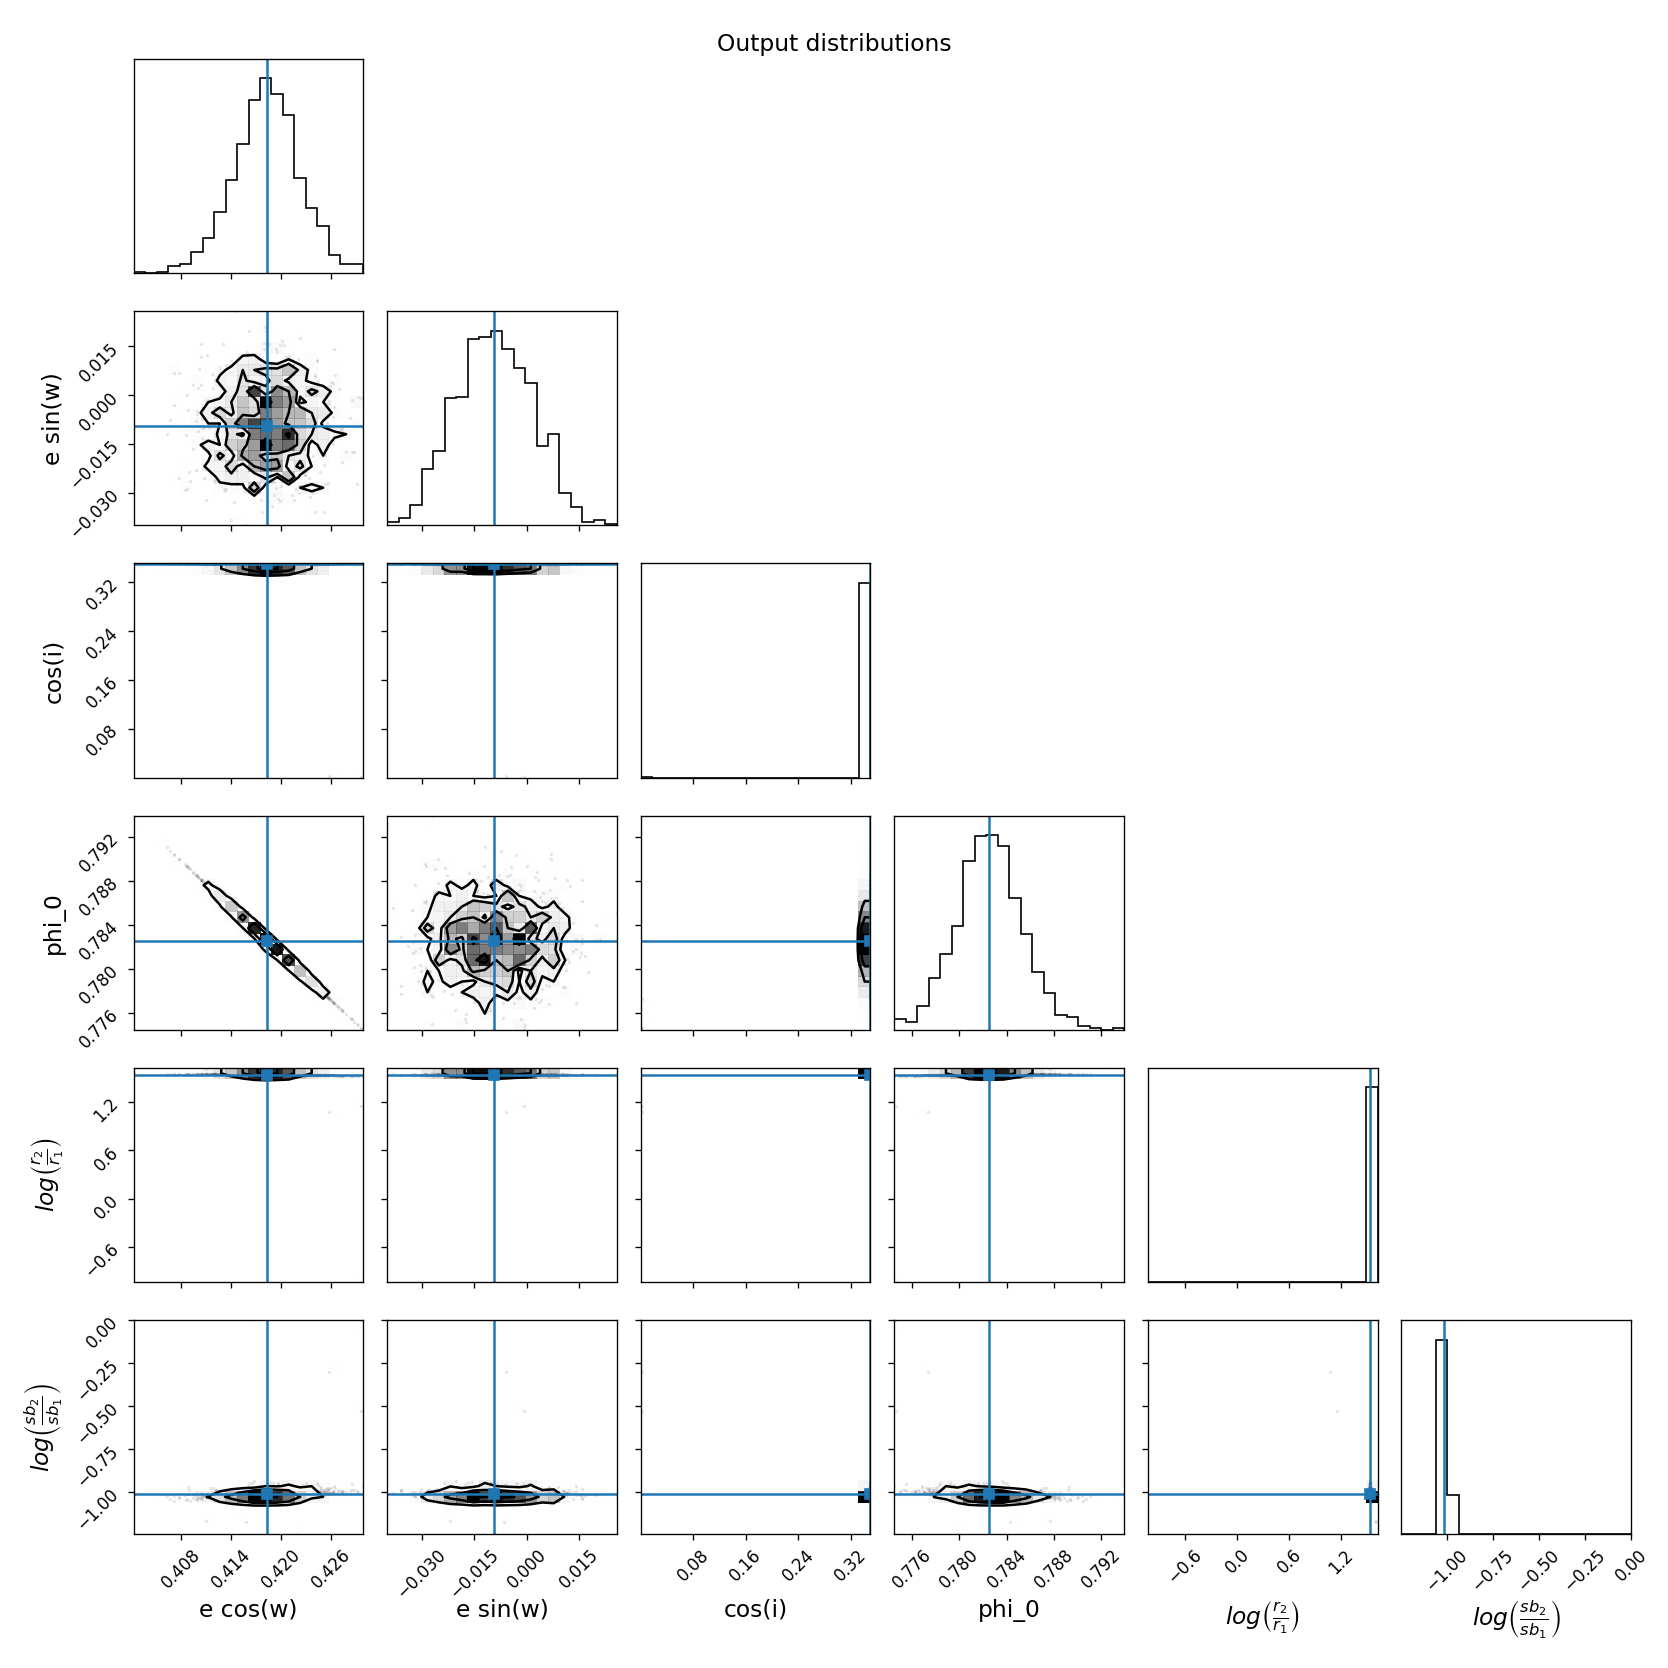 Output distributions
0.015
0.000
−0.015
−0.030
e sin(w)
0.32
0.24
0.16
0.08
cos(i)
0.792
0.788
0.784
0.780
0.776
phi_0
1.2
0.6
0.0
−0.6
log(r₂/r₁)
0.00
−0.25
−0.50
−0.75
−1.00
log(sb₂/sb₁)
0.408 0.414 0.420 0.426
−0.030 −0.015 0.000 0.015
0.08 0.16 0.24 0.32
0.776 0.780 0.784 0.788 0.792
−0.6 0.0 0.6 1.2
−1.00 −0.75 −0.50 −0.25 0.00
e cos(w)
e sin(w)
cos(i)
phi_0
log(r₂/r₁)
log(sb₂/sb₁)